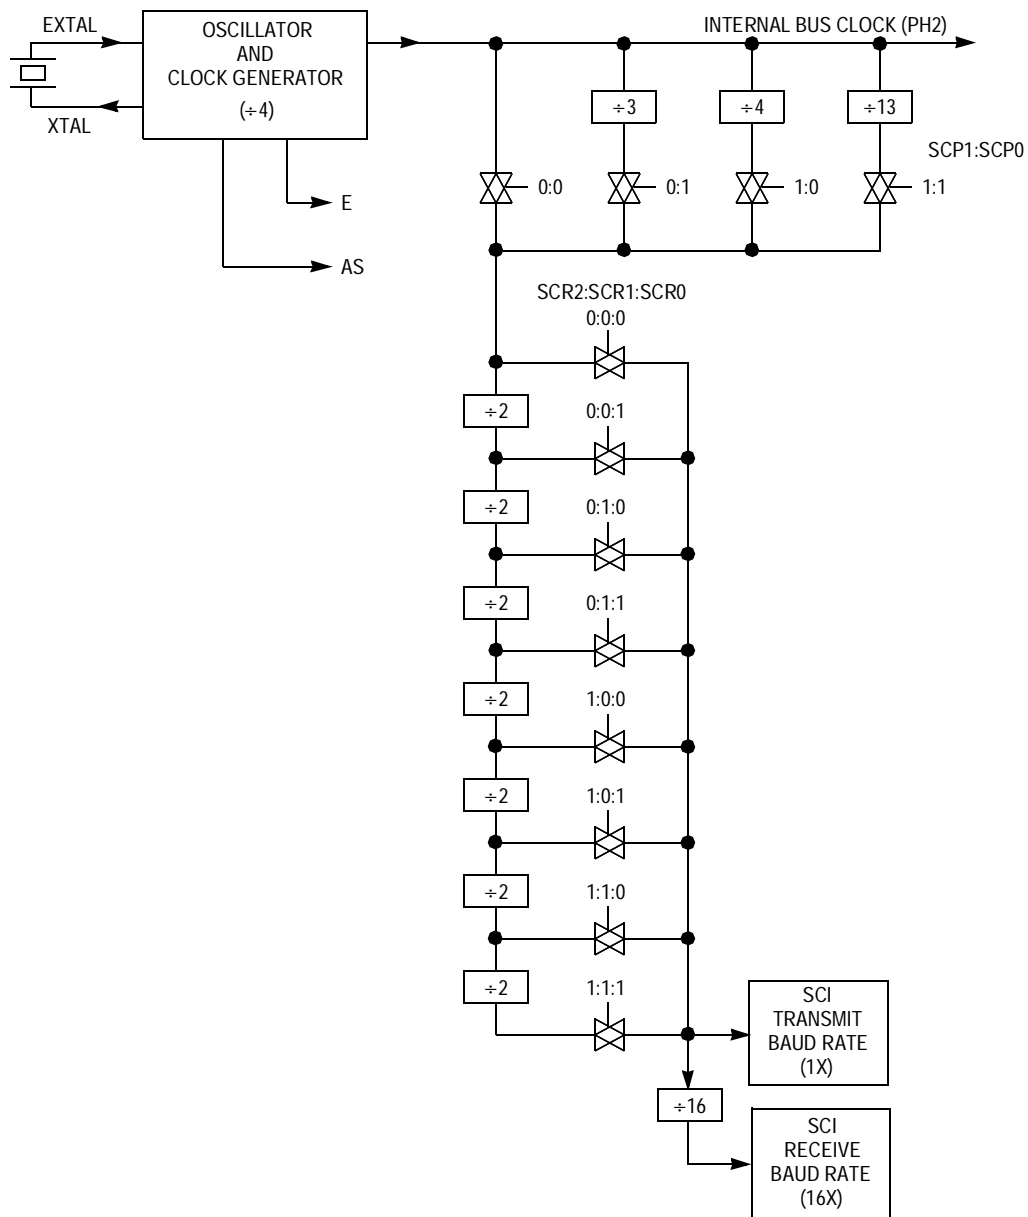 EXTAL
XTAL
OSCILLATOR
AND
CLOCK GENERATOR
(÷4)
E
AS
INTERNAL BUS CLOCK (PH2)
÷3
÷4
÷13
SCP1:SCP0
0:0
0:1
1:0
1:1
SCR2:SCR1:SCR0
0:0:0
÷2
0:0:1
÷2
0:1:0
÷2
0:1:1
÷2
1:0:0
÷2
1:0:1
÷2
1:1:0
÷2
1:1:1
SCI
TRANSMIT
BAUD RATE
(1X)
÷16
SCI
RECEIVE
BAUD RATE
(16X)